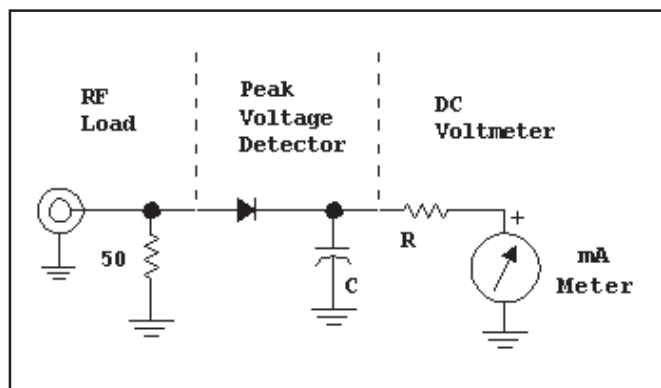 RF
Load
Peak
Voltage
Detector
DC
Voltmeter
50
C
R
+
mA
Meter